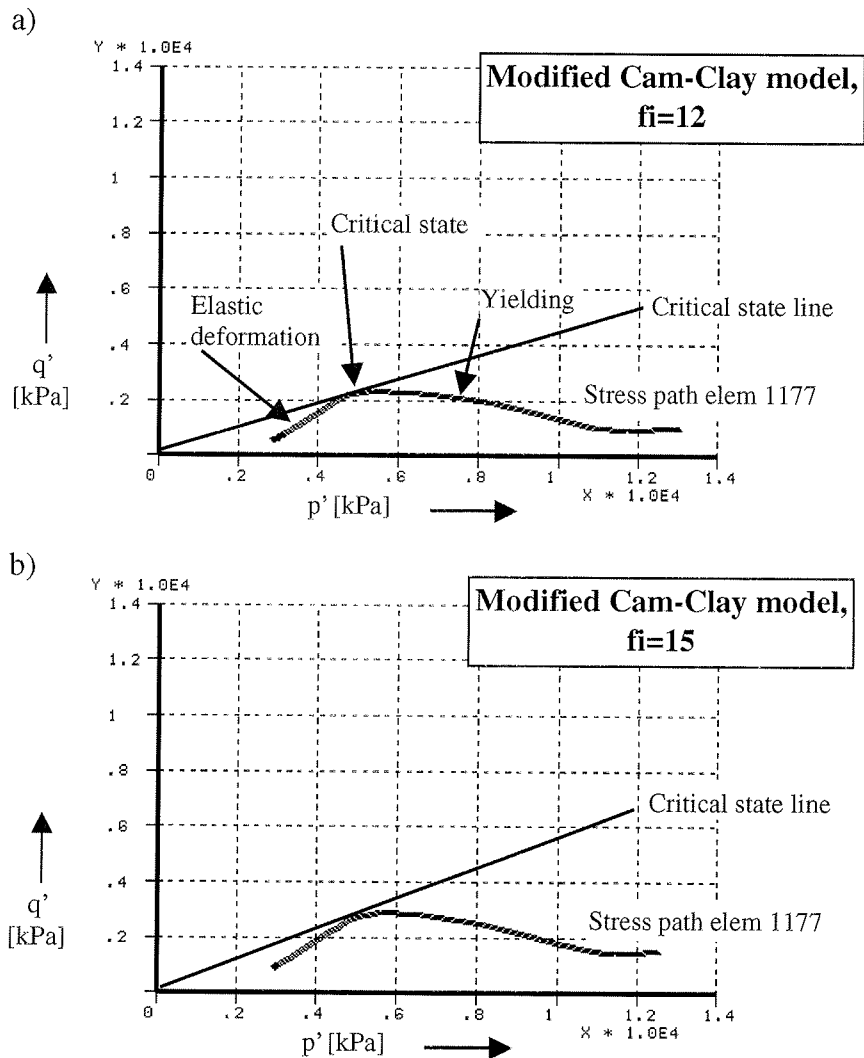 a)
Y * 1.0E4
Modified Cam-Clay model,
fi=12
1.4
1.2
1
.8
.6
.4
.2
Critical state
Elastic
deformation
Yielding
Critical state line
Stress path elem 1177
q'
[kPa]
0 .2 .4 .6 .8 1 1.2 1.4
X * 1.0E4
p' [kPa]
b)
Y * 1.0E4
Modified Cam-Clay model,
fi=15
1.4
1.2
1
.8
.6
.4
.2
Critical state line
Stress path elem 1177
q'
[kPa]
0 .2 .4 .6 .8 1 1.2 1.4
X * 1.0E4
p' [kPa]